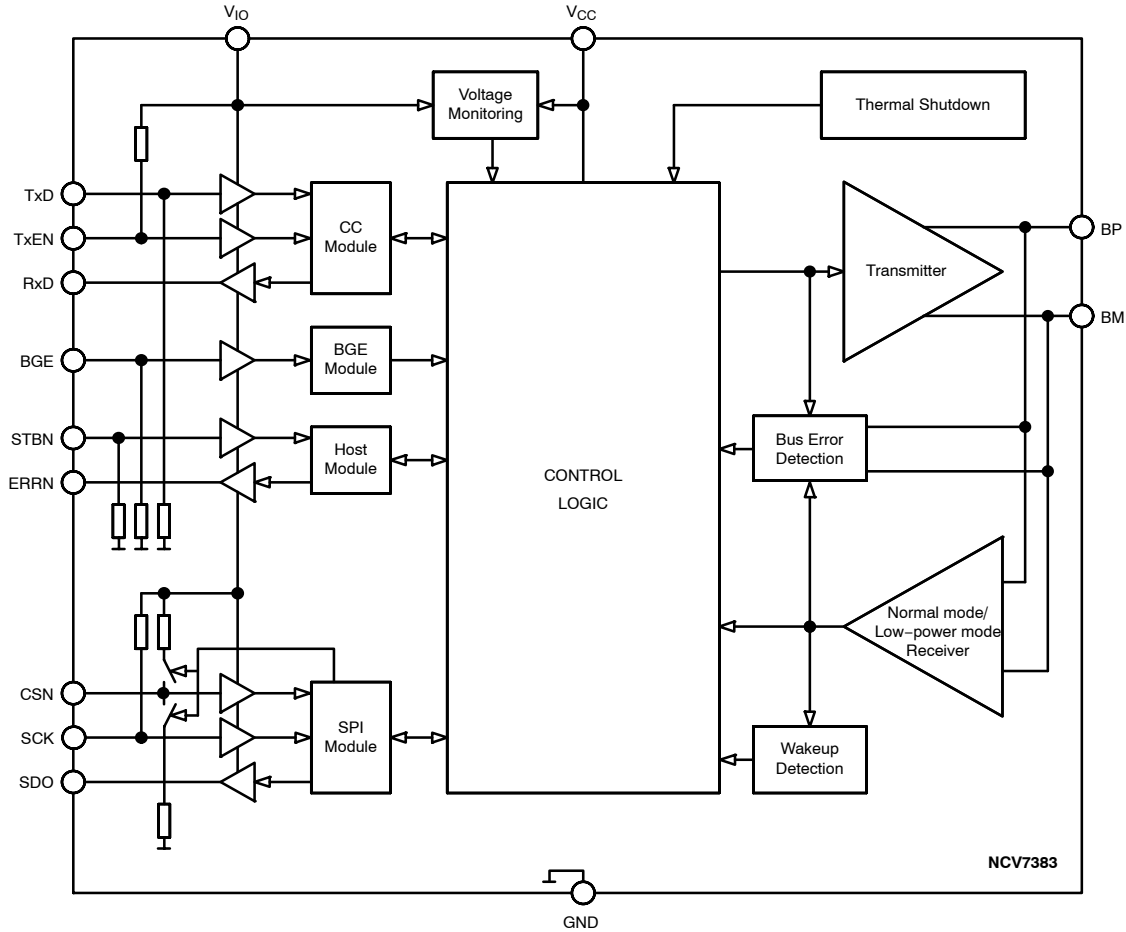 VIO
VCC
Voltage
Monitoring
Thermal Shutdown
TxD
TxEN
RxD
CC
Module
Transmitter
BP
BM
BGE
BGE
Module
STBN
ERRN
Host
Module
CONTROL
LOGIC
Bus Error
Detection
Normal mode/
Low−power mode
Receiver
CSN
SCK
SDO
SPI
Module
Wakeup
Detection
NCV7383
GND